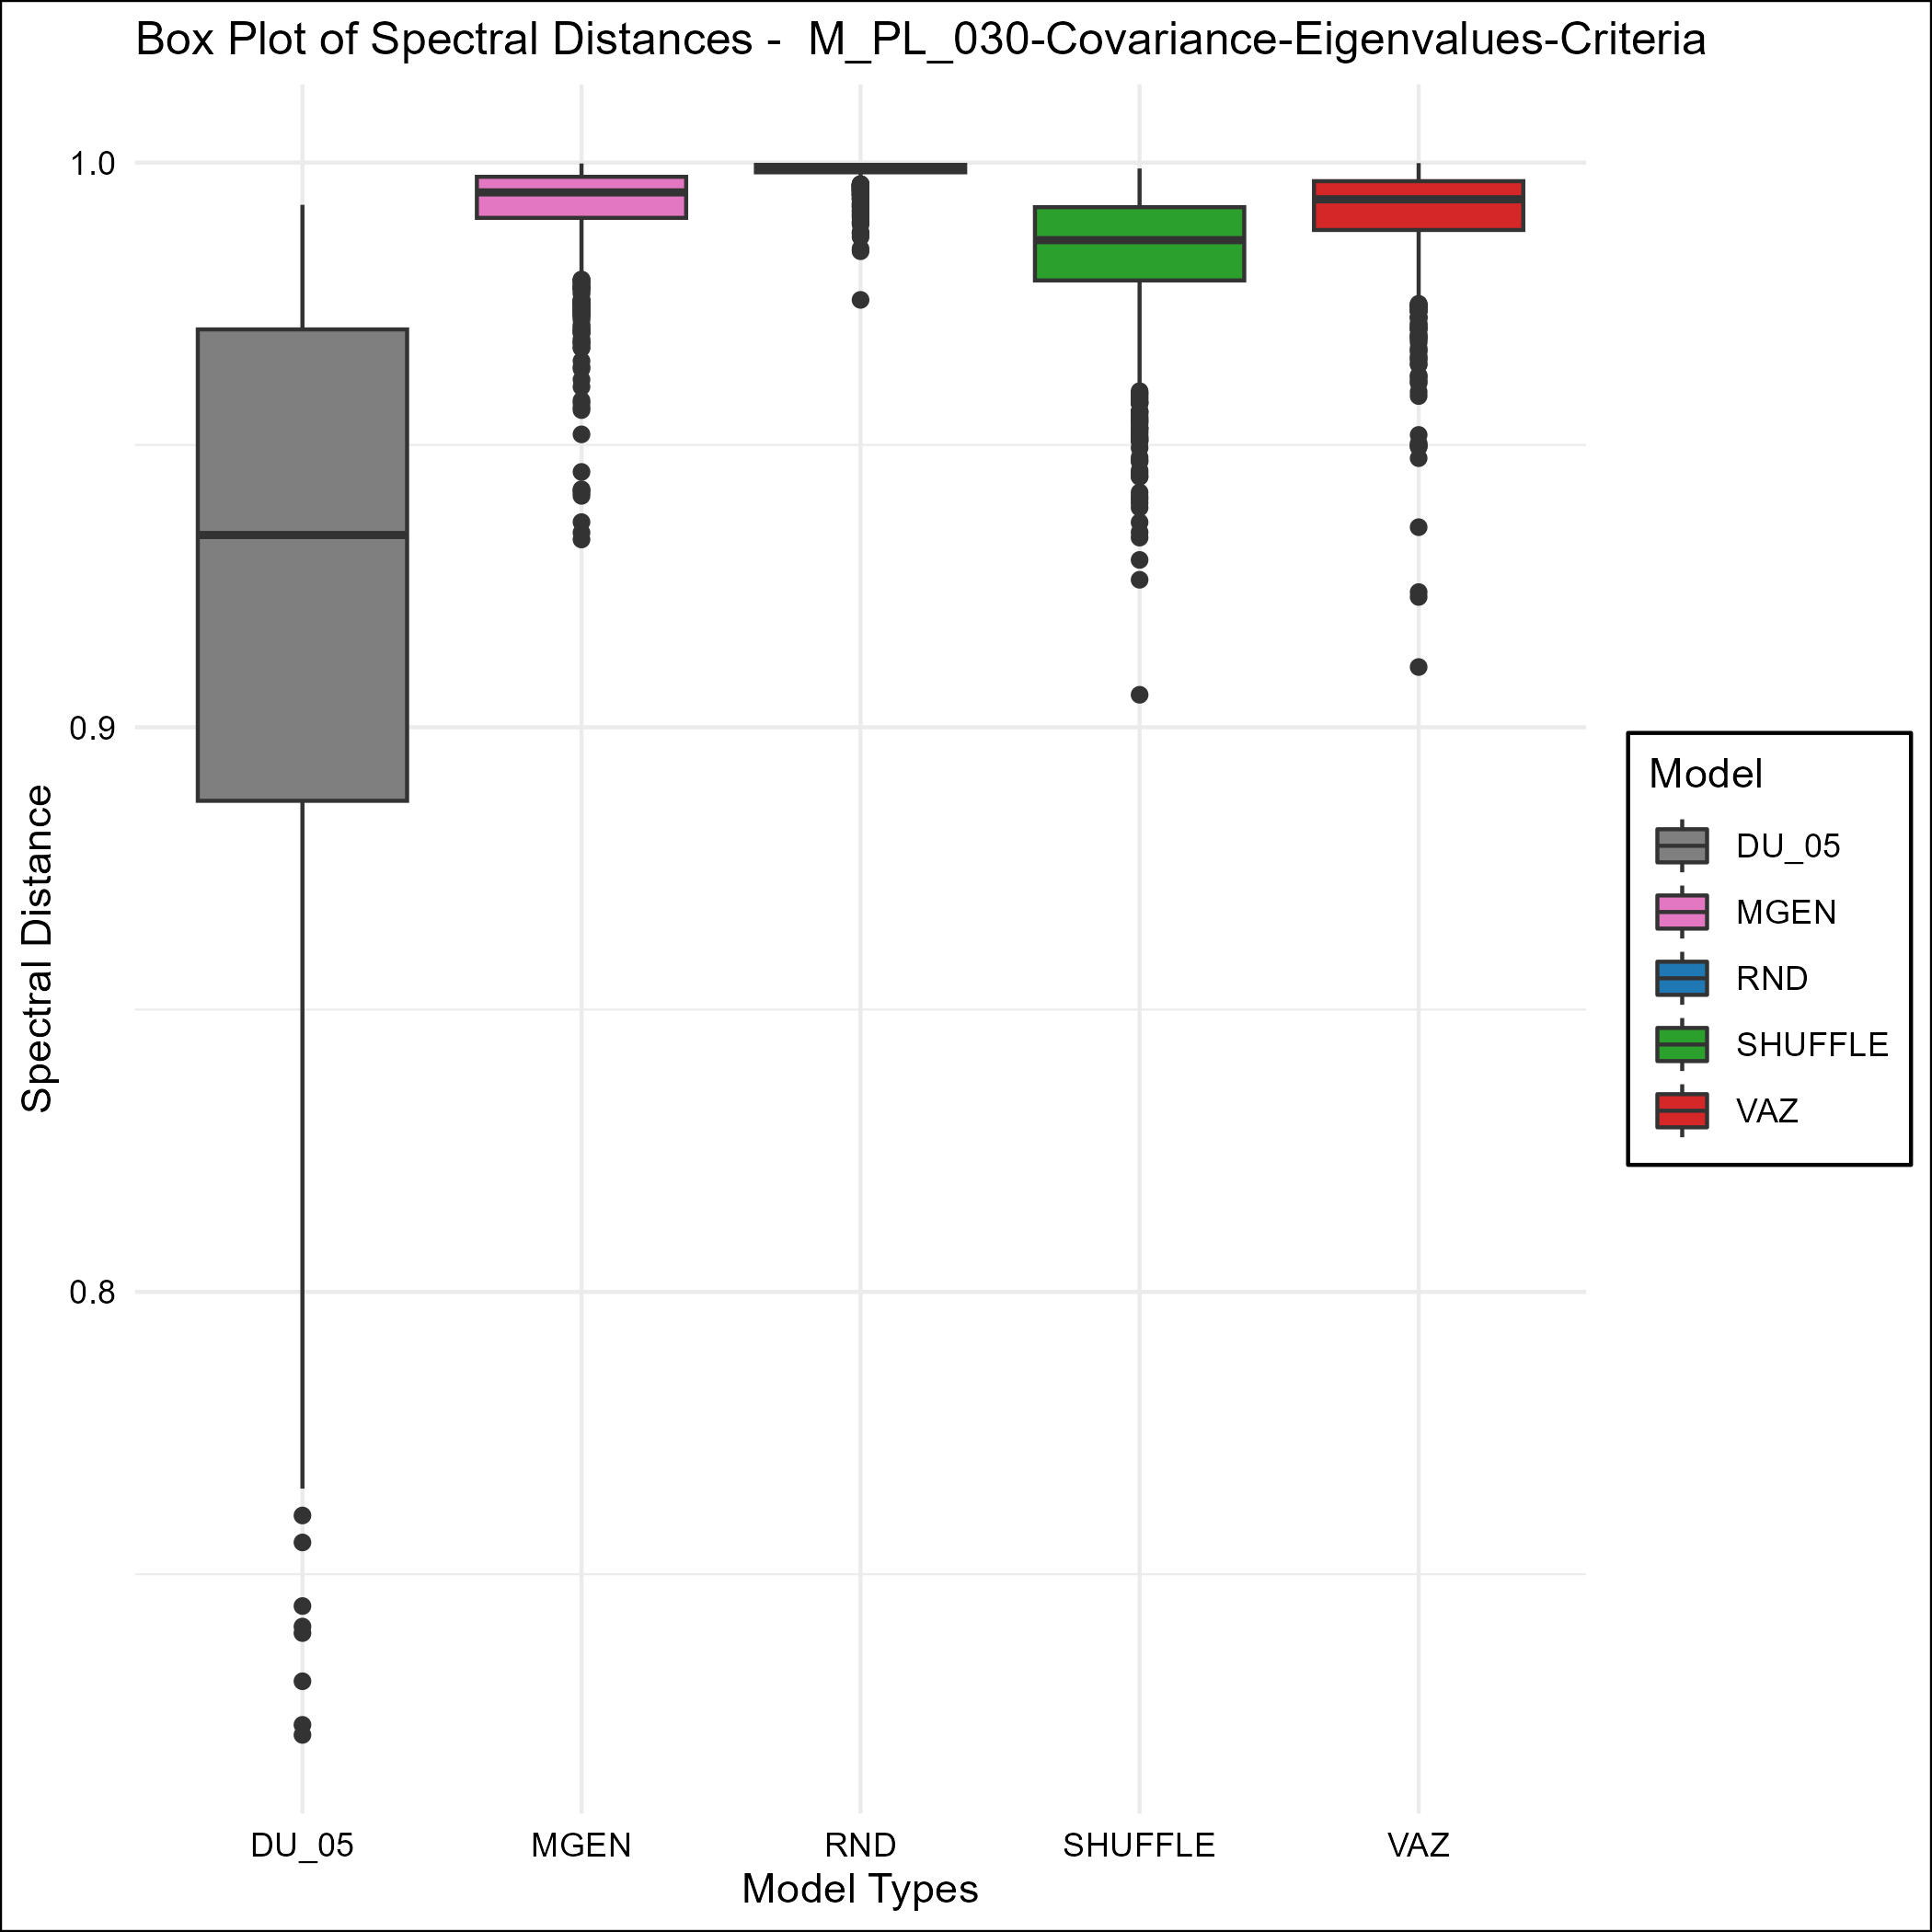 Box Plot of Spectral Distances -  M_PL_030-Covariance-Eigenvalues-Criteria
1.0
0.9
0.8
Spectral Distance
DU_05
MGEN
RND
SHUFFLE
VAZ
Model Types
Model
DU_05
MGEN
RND
SHUFFLE
VAZ